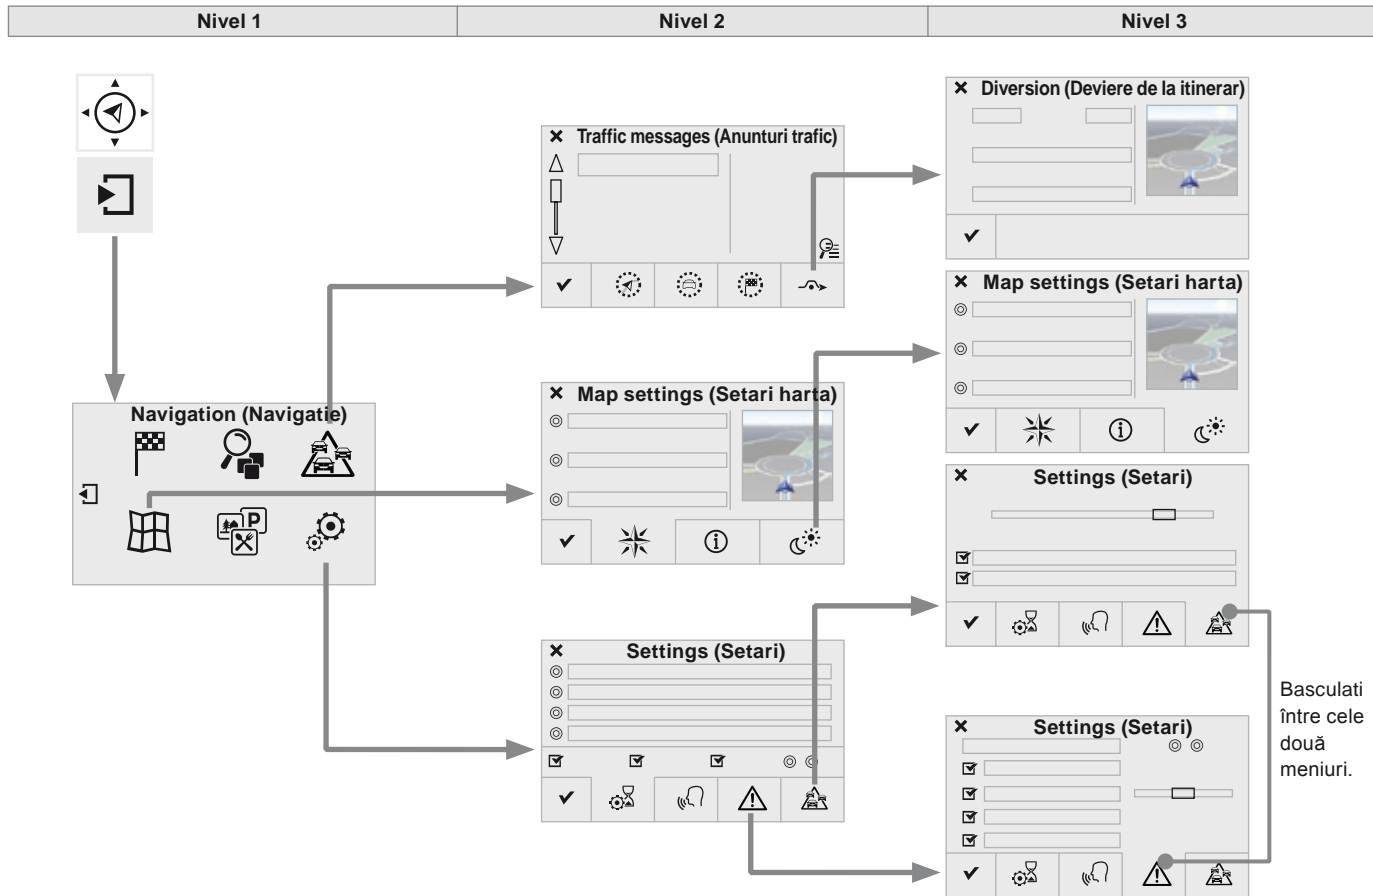 Nivel 1
Nivel 2
Nivel 3
Navigation (Navigatie)
P
Traffic messages (Anunturi trafic)
Map settings (Setari harta)
Settings (Setari)
Diversion (Deviere de la itinerar)
Map settings (Setari harta)
Settings (Setari)
Settings (Setari)
Basculati
între cele
două
meniuri.